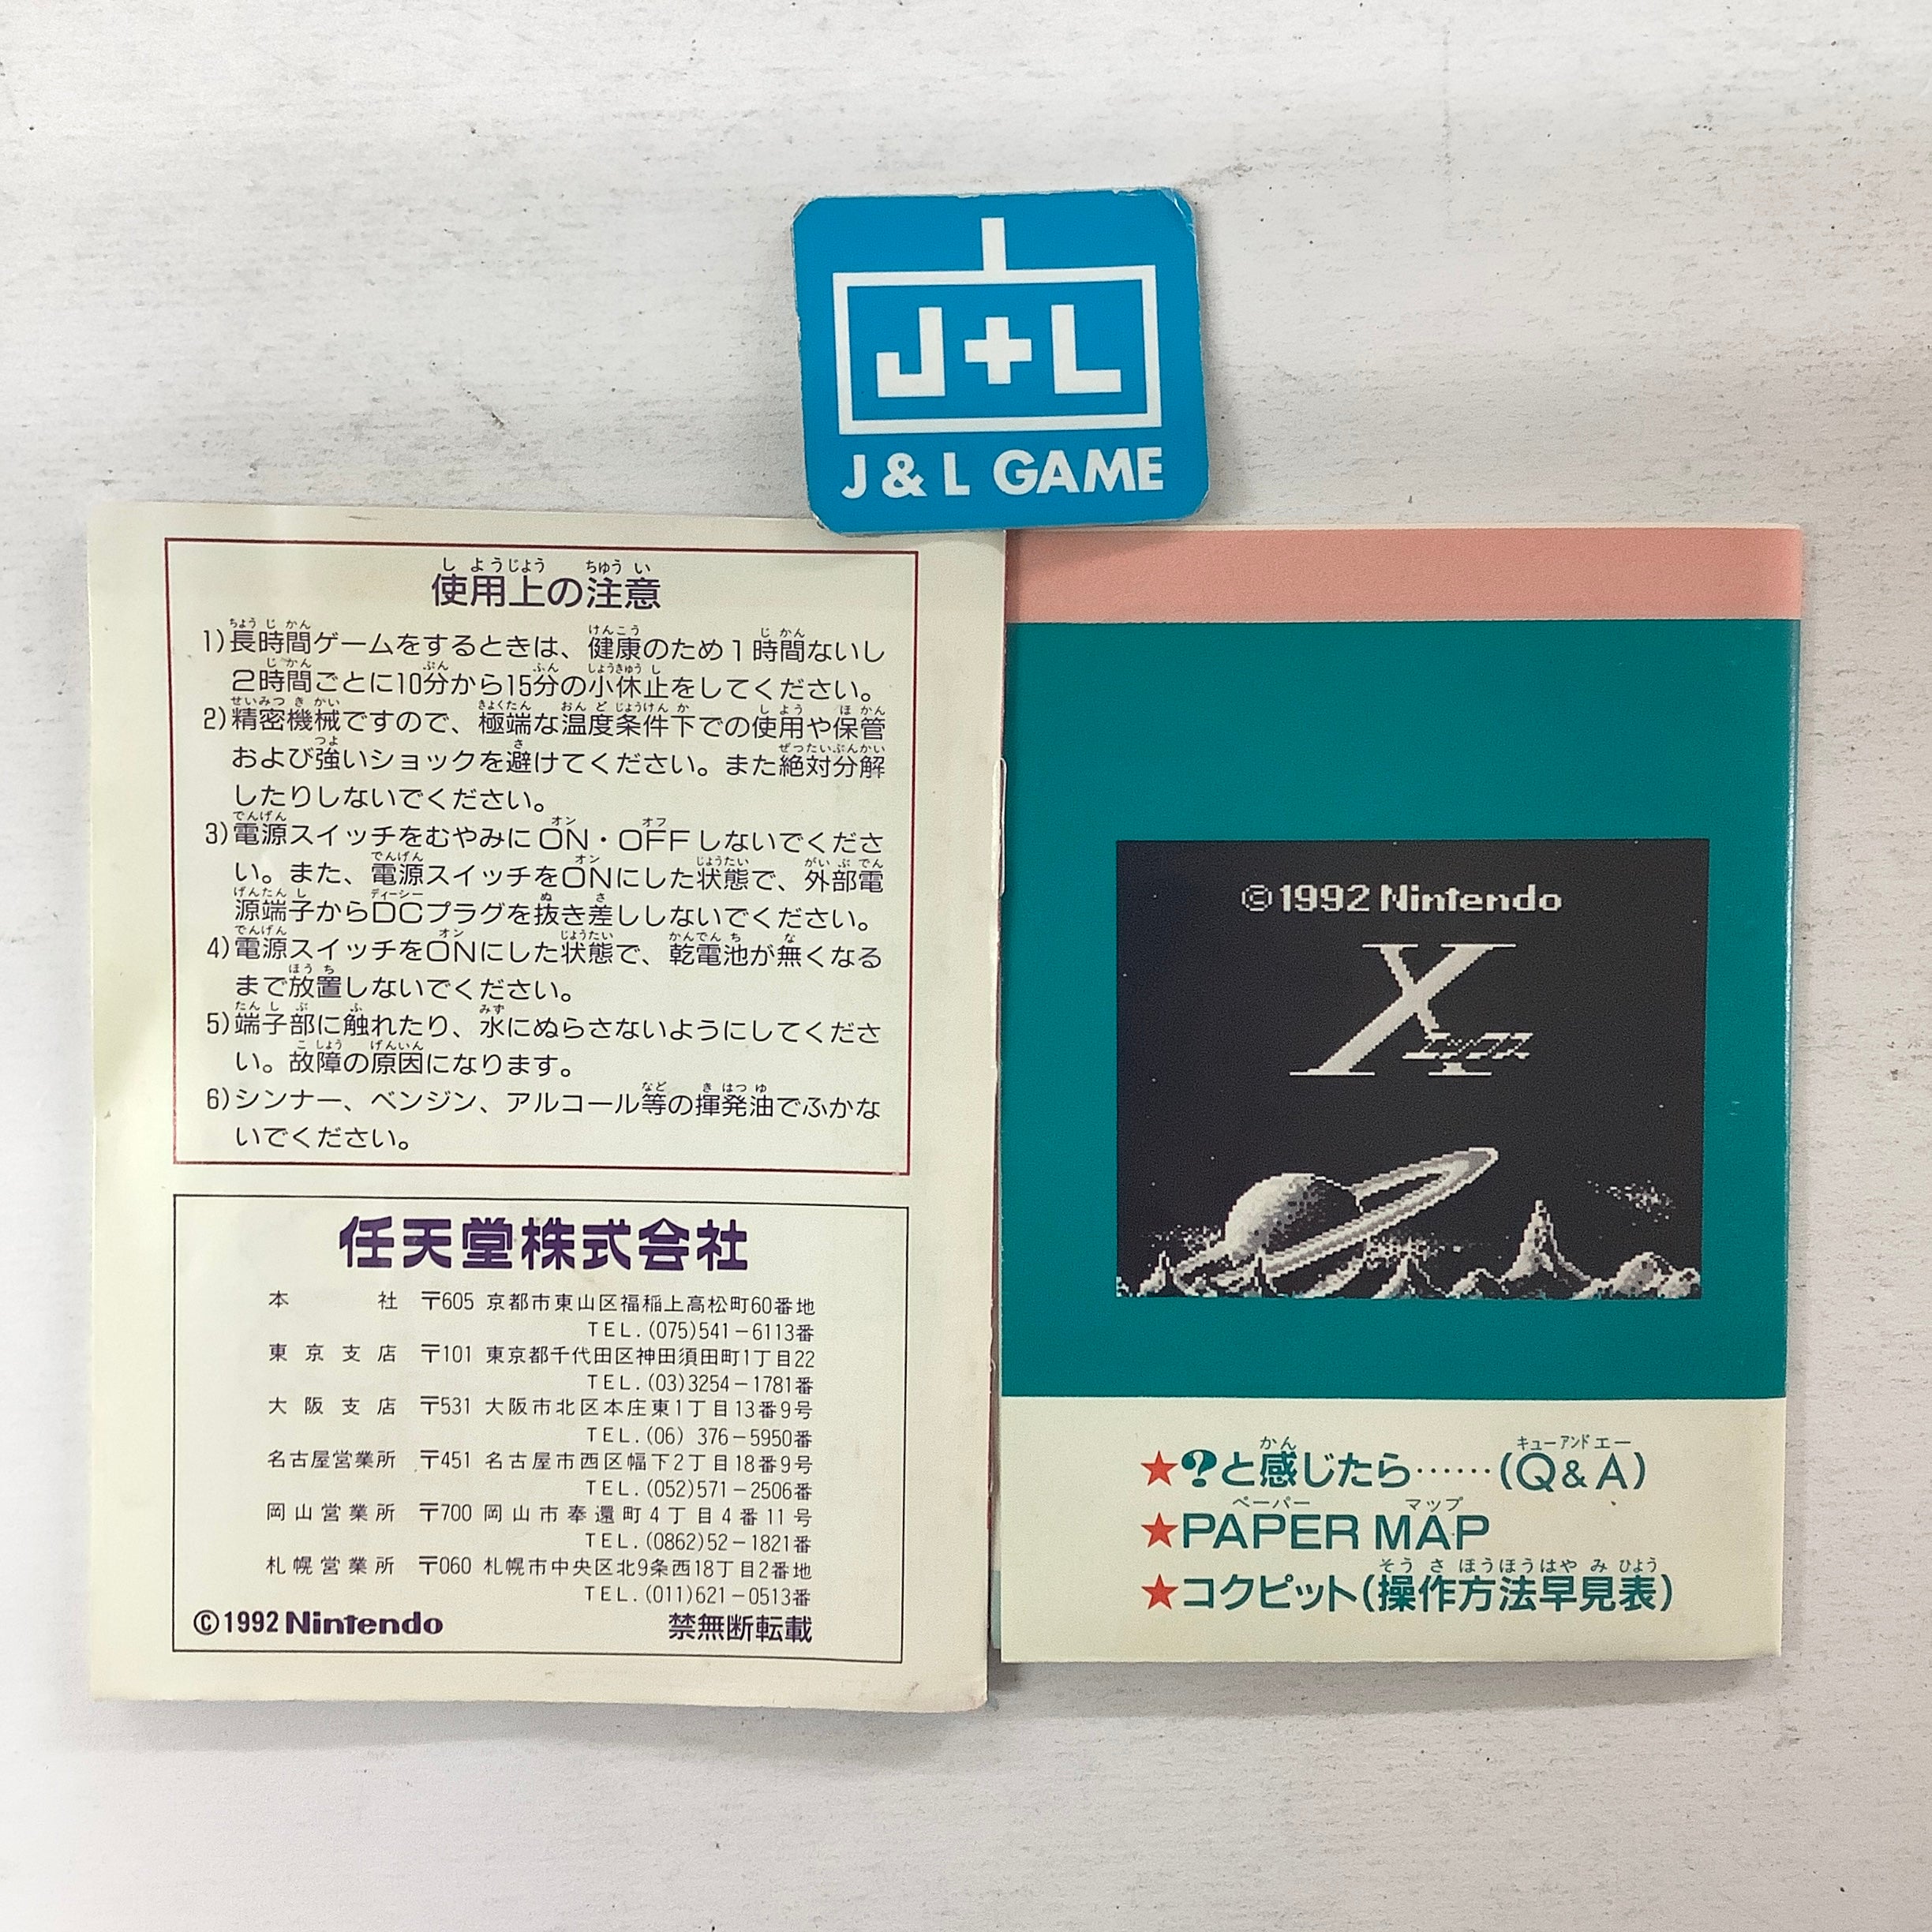 J+L
J & L GAME
使用上の注意
1)長時間ゲームをするときは、健康のため1時間ないし
2時間ごとに10分から15分の小休止をしてください。
2)精密機械ですので、極端な温度条件下での使用や保管
および強いショックを避けてください。また絶対分解
したりしないでください。
3)電源スイッチをむやみにON・OFFしないでくださ
い。また、電源スイッチをONにした状態で、外部電
源端子からDCプラグを抜き差ししないでください。
4)電源スイッチをONにした状態で、乾電池が無くなる
まで放置しないでください。
5)端子部に触れたり、水にぬらさないようにしてくださ
い。故障の原因になります。
6)シンナー、ベンジン、アルコール等の揮発油でふかな
いでください。
任天堂株式会社
本社 〒605 京都市東山区福稲上高松町60番地
TEL.(075)541-6113番
東京支店 〒101 東京都千代田区神田須田町1丁目22
TEL.(03)3254-1781番
大阪支店 〒531 大阪市北区本庄東1丁目13番9号
TEL.(06) 376-5950番
名古屋営業所 〒451 名古屋市西区幅下2丁目18番9号
TEL.(052)571-2506番
岡山営業所 〒700 岡山市奉還町4丁目4番11号
TEL.(0862)52-1821番
札幌営業所 〒060 札幌市中央区北9条西18丁目2番地
TEL.(011)621-0513番
©1992 Nintendo 禁無断転載
©1992 Nintendo
X
エックス
★?と感じたら……(Q&A)
★PAPER MAP
★コクピット(操作方法早見表)